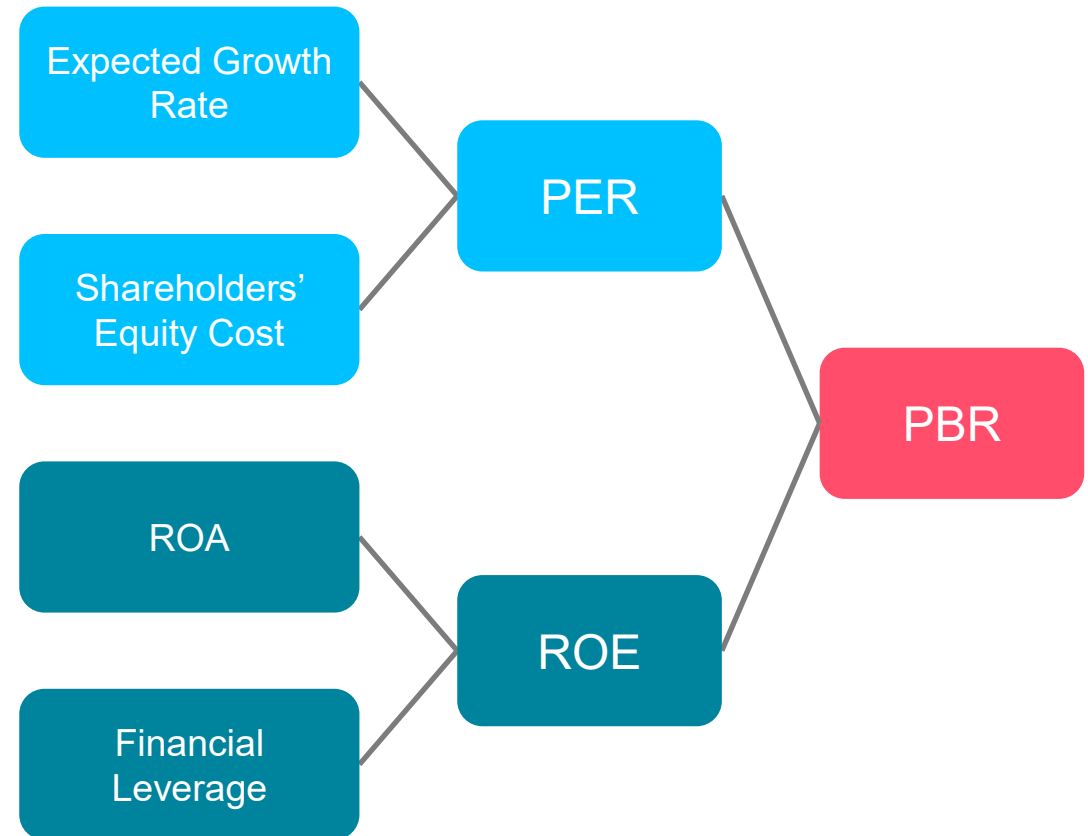 Expected Growth
Rate
Shareholders’
Equity Cost
PER
ROA
Financial
Leverage
ROE
PBR